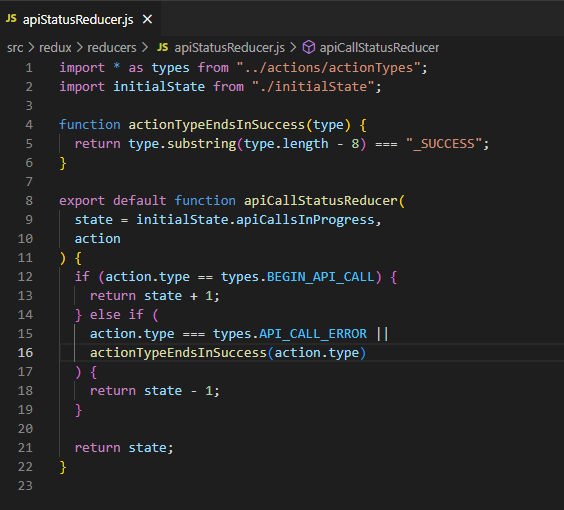 JS apiStatusReducer.js ×
src > redux > reducers > JS apiStatusReducer.js > apiCallStatusReducer
1 import * as types from "../actions/actionTypes";
2 import initialState from "./initialState";
3
4 function actionTypeEndsInSuccess(type) {
5   return type.substring(type.length - 8) === "_SUCCESS";
6 }
7
8 export default function apiCallStatusReducer(
9   state = initialState.apiCallsInProgress,
10   action
11 ) {
12   if (action.type == types.BEGIN_API_CALL) {
13     return state + 1;
14   } else if (
15     action.type === types.API_CALL_ERROR ||
16     actionTypeEndsInSuccess(action.type)
17   ) {
18     return state - 1;
19   }
20
21   return state;
22 }
23